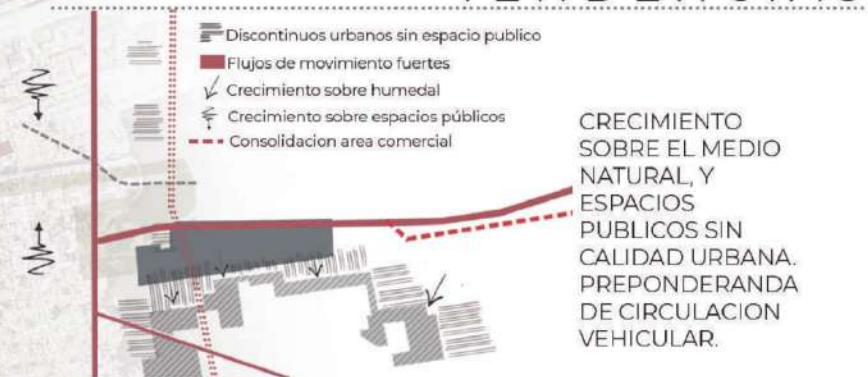 Discontinuos urbanos sin espacio publico
Flujos de movimiento fuertes
Crecimiento sobre humedal
Crecimiento sobre espacios públicos
Consolidacion area comercial
CRECIMIENTO
SOBRE EL MEDIO
NATURAL, Y
ESPACIOS
PUBLICOS SIN
CALIDAD URBANA.
PREPONDERANDA
DE CIRCULACION
VEHICULAR.